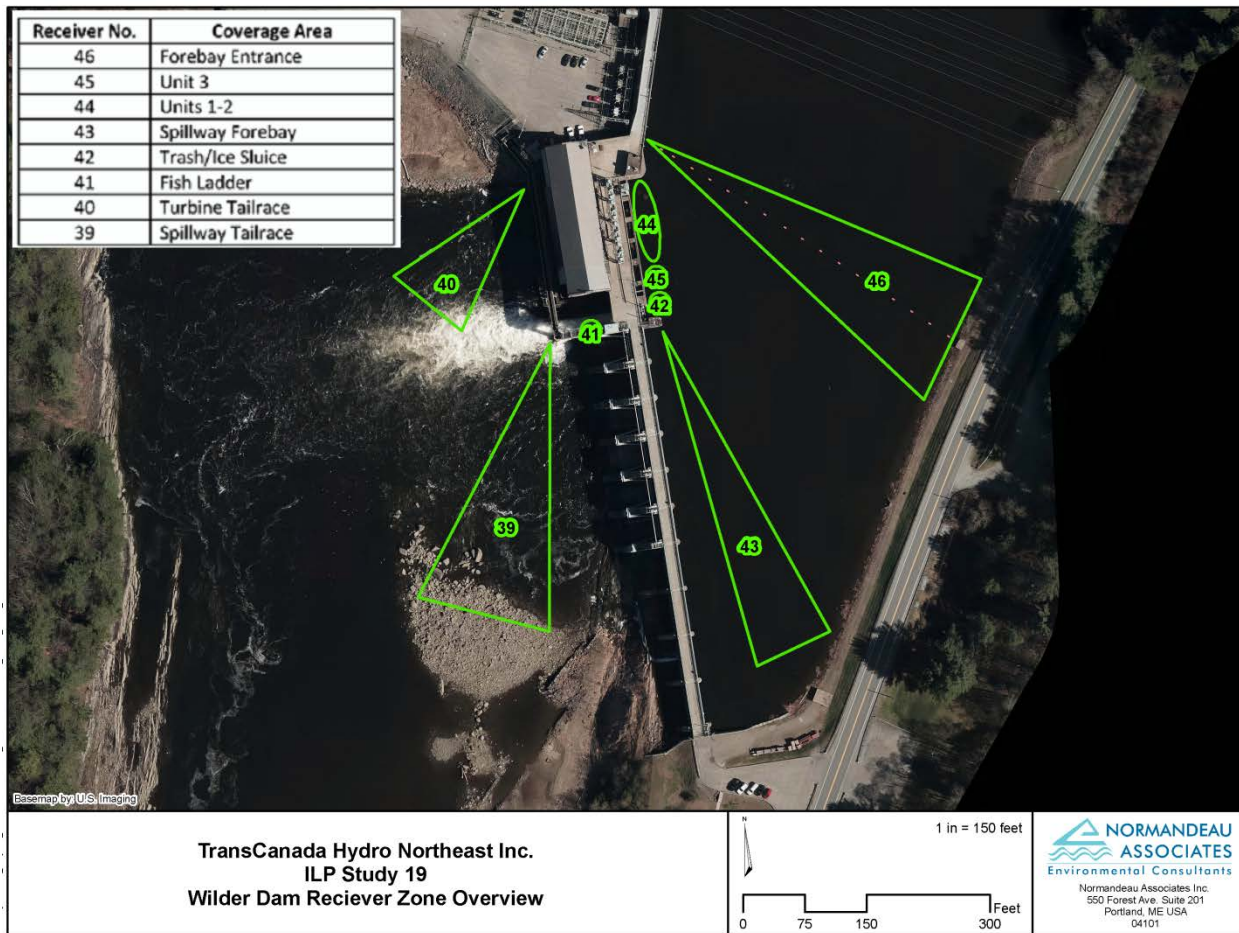 Receiver No. Coverage Area
46 Forebay Entrance
45 Unit 3
44 Units 1-2
43 Spillway Forebay
42 Trash/Ice Sluice
41 Fish Ladder
40 Turbine Tailrace
39 Spillway Tailrace
44
45
42
46
40
41
39
43
Basemap by: U.S. Imaging
TransCanada Hydro Northeast Inc.
ILP Study 19
Wilder Dam Reciever Zone Overview
N
1 in = 150 feet
Feet
0 75 150 300
NORMANDEAU
ASSOCIATES
Environmental Consultants
Normandeau Associates Inc.
550 Forest Ave. Suite 201
Portland, ME USA
04101